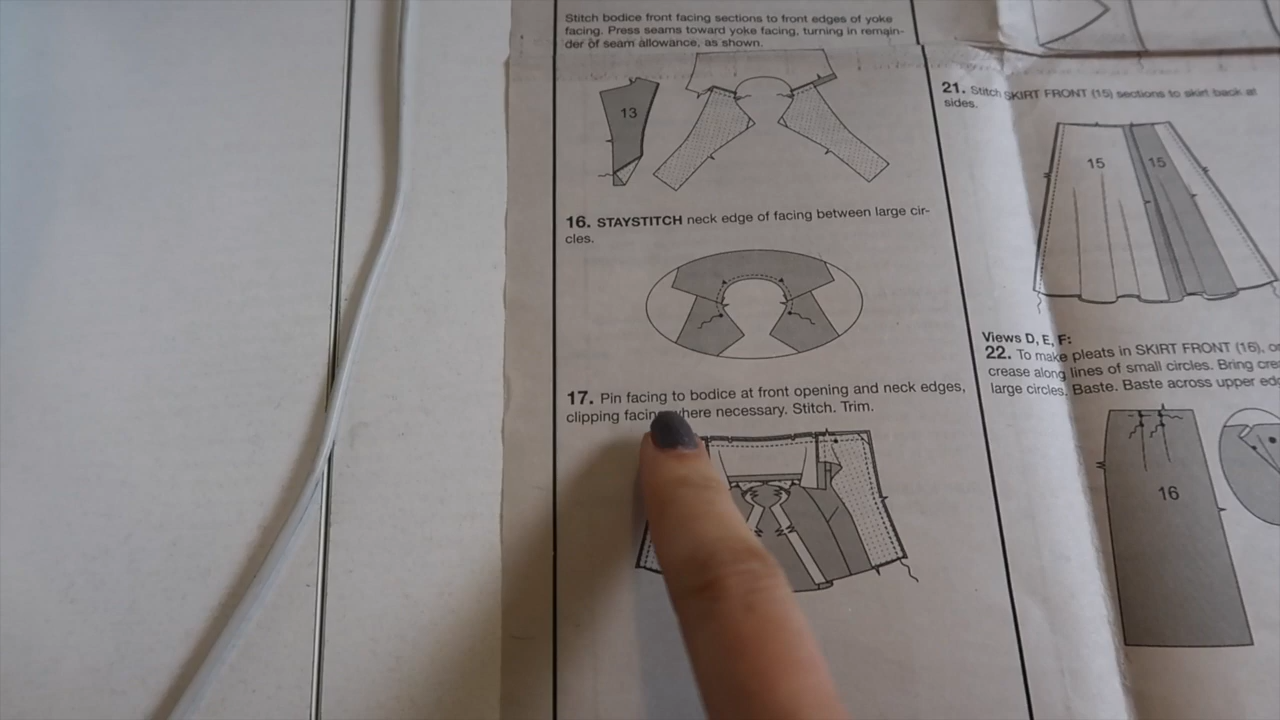 Stitch bodice front facing sections to front edges of yoke
facing. Press seams toward yoke facing, turning in remain-
der of seam allowance, as shown.
13
16. STAYSTITCH neck edge of facing between large cir-
cles.
17. Pin facing to bodice at front opening and neck edges,
clipping facing where necessary. Stitch. Trim.
21. Stitch SKIRT FRONT (15) sections to skirt back at
sides.
15 15
Views D, E, F:
22. To make pleats in SKIRT FRONT (16),
crease along lines of small circles. Bring
large circles. Baste. Baste across upper
16